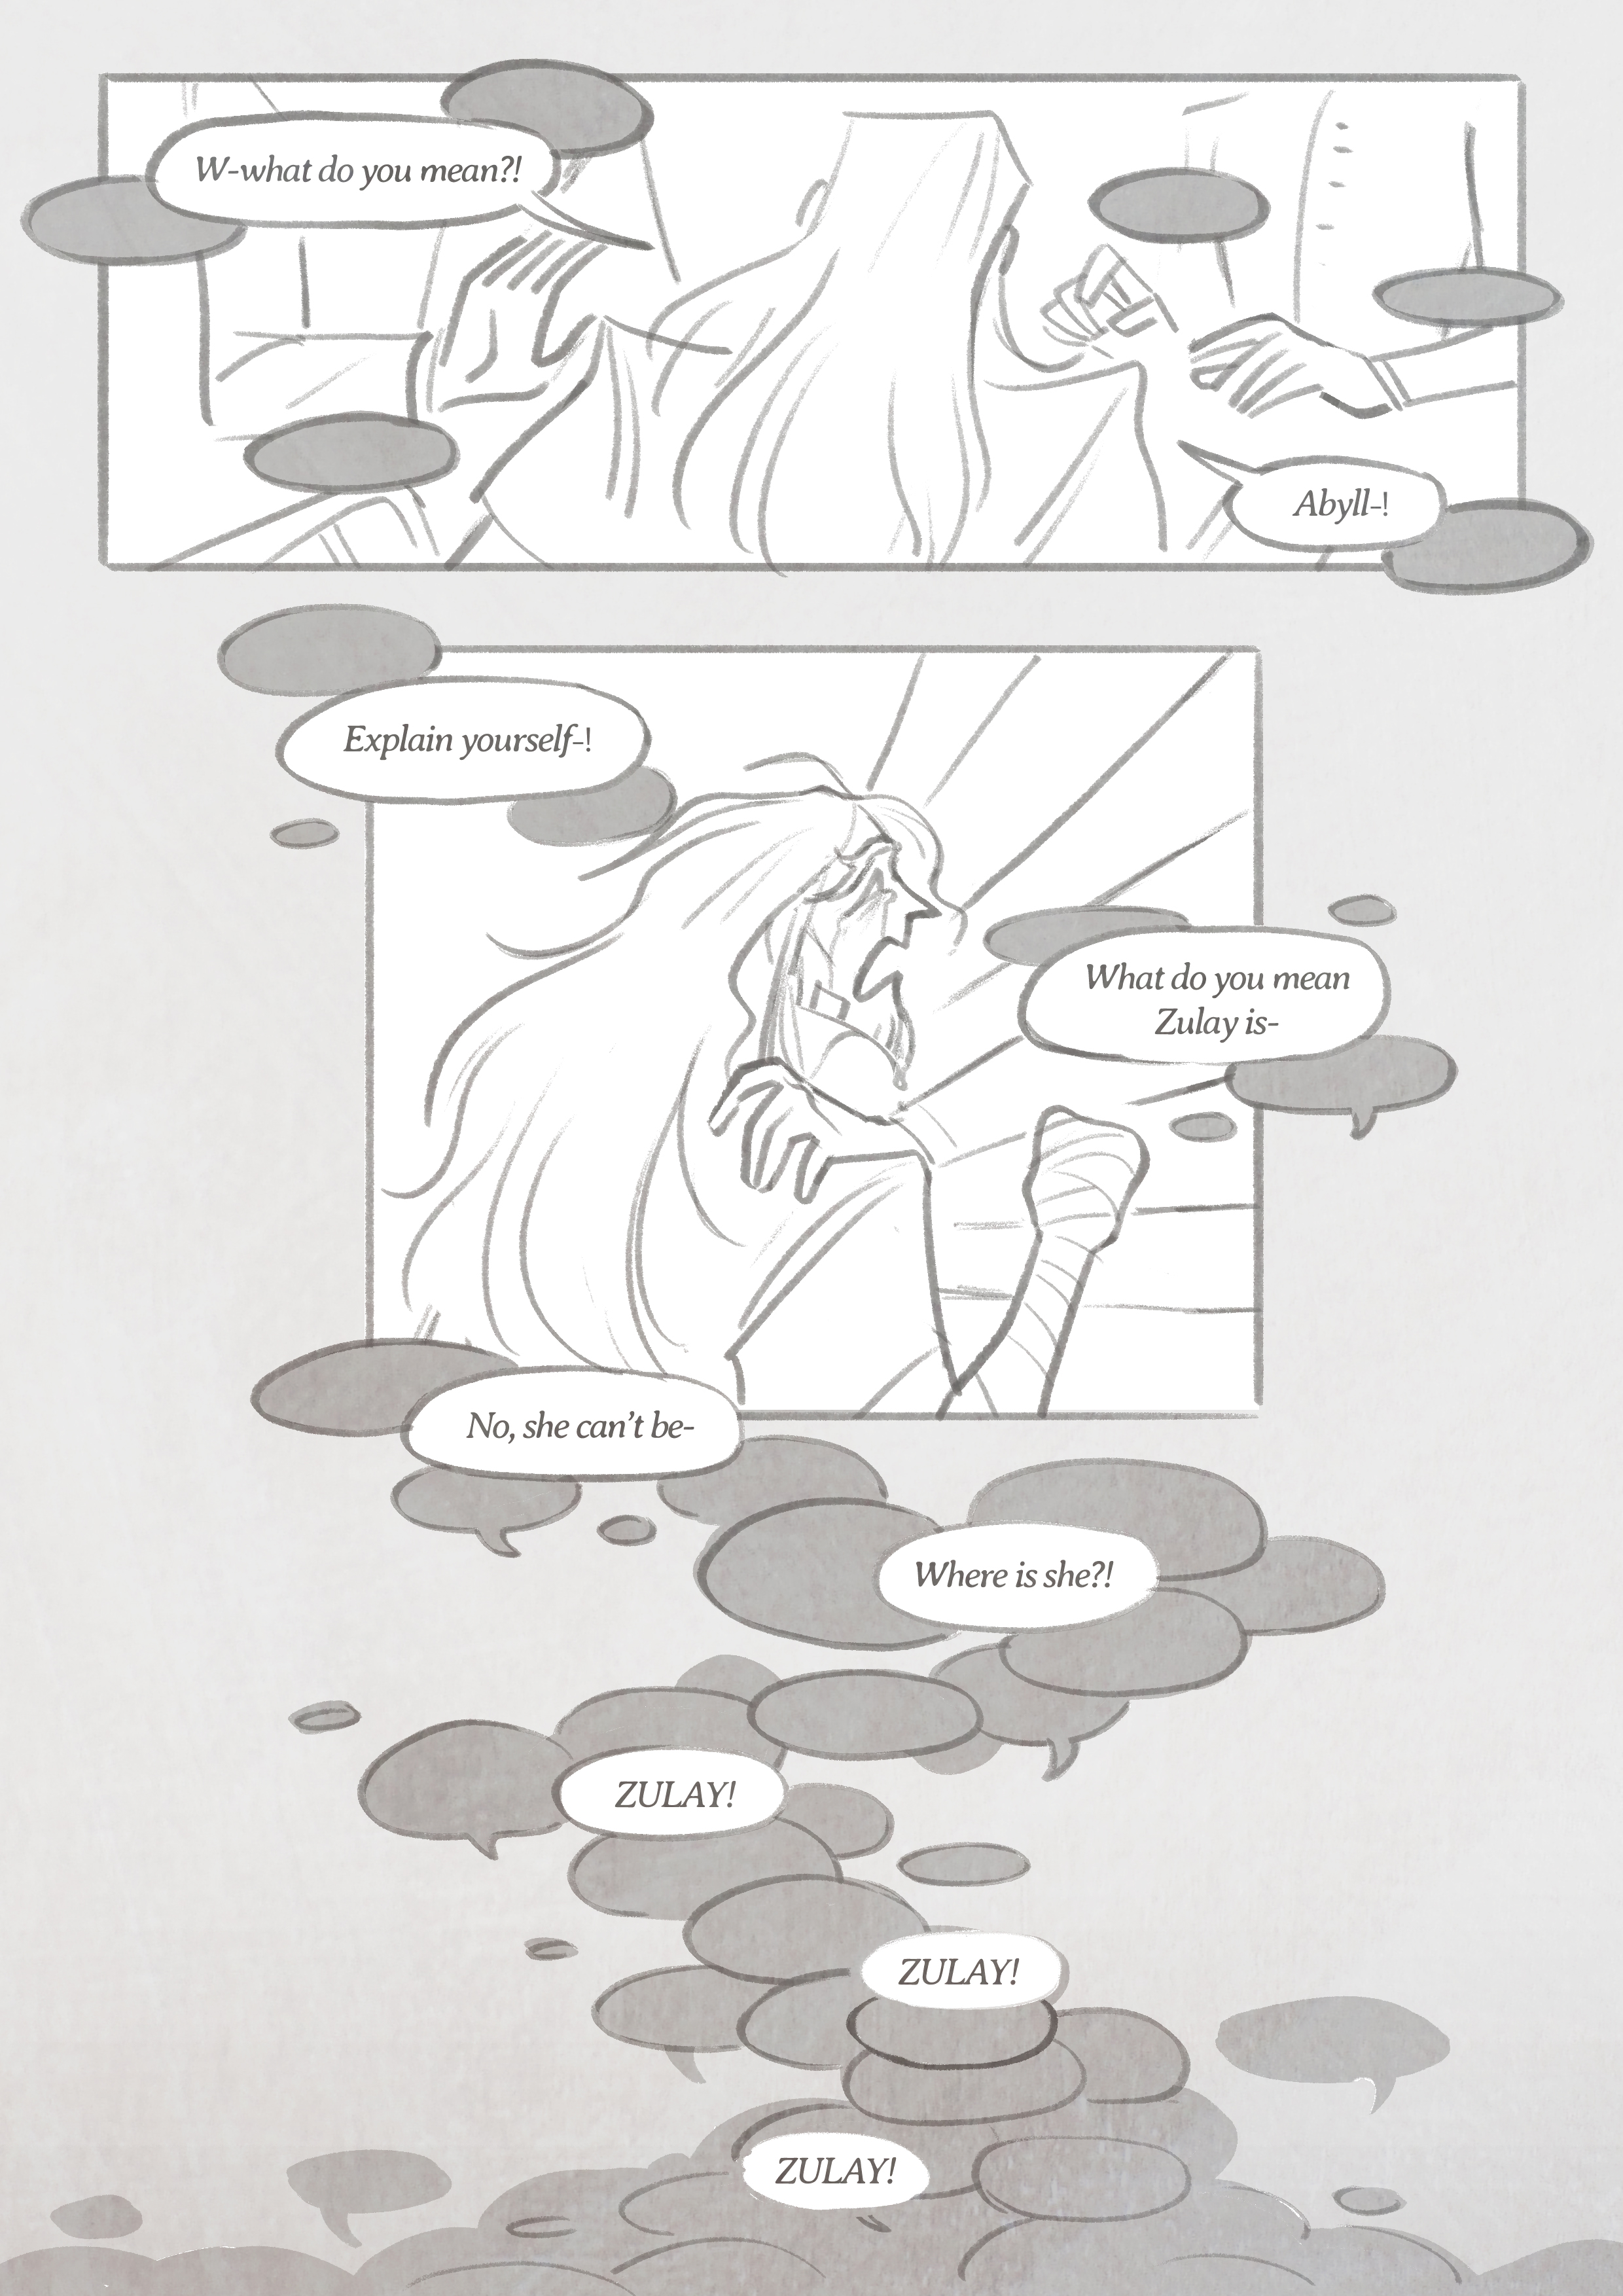 W-what do you mean?!
Abyll-!
Explain yourself-!
What do you mean
Zulay is-
No, she can't be-
Where is she?!
ZULAY!
ZULAY!
ZULAY!